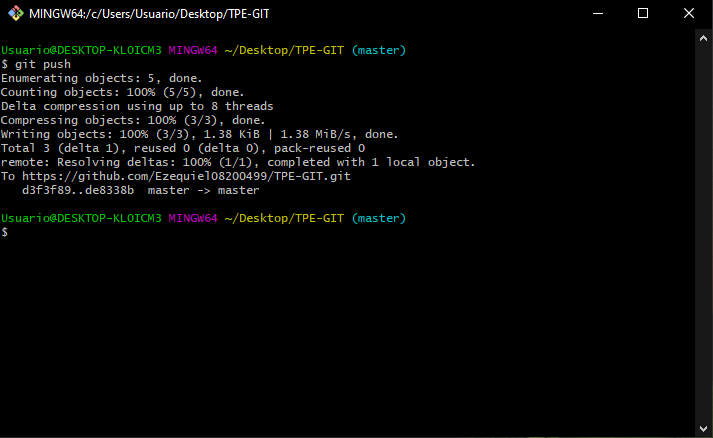 MINGW64:/c/Users/Usuario/Desktop/TPE-GIT
Usuario@DESKTOP-KLOICM3 MINGW64 ~/Desktop/TPE-GIT (master)
$ git push
Enumerating objects: 5, done.
Counting objects: 100% (5/5), done.
Delta compression using up to 8 threads
Compressing objects: 100% (3/3), done.
Writing objects: 100% (3/3), 1.38 KiB | 1.38 MiB/s, done.
Total 3 (delta 1), reused 0 (delta 0), pack-reused 0
remote: Resolving deltas: 100% (1/1), completed with 1 local object.
To https://github.com/Ezequiel08200499/TPE-GIT.git
   d3f3f89..de8338b  master -> master
Usuario@DESKTOP-KLOICM3 MINGW64 ~/Desktop/TPE-GIT (master)
$